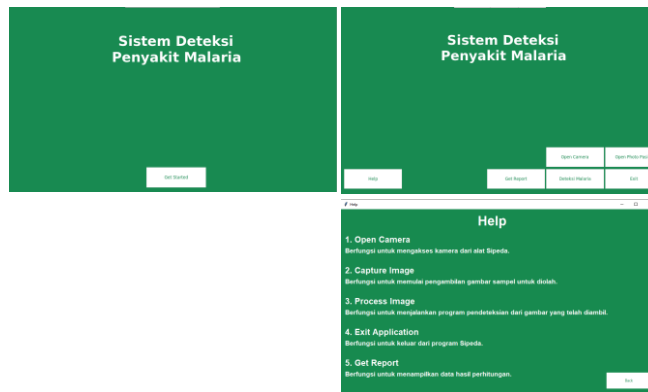 Sistem Deteksi
Penyakit Malaria
Get Started
Sistem Deteksi
Penyakit Malaria
Open Camera
Open Photo
Help
Get Report
Deteksi Malaria
Exit
Help
Help
1. Open Camera
Berfungsi untuk mengakses kamera dari alat Sipeda.
2. Capture Image
Berfungsi untuk memulai pengambilan gambar sampel untuk diolah.
3. Process Image
Berfungsi untuk menjalankan program pendeteksian dari gambar yang telah diambil.
4. Exit Application
Berfungsi untuk keluar dari program Sipeda.
5. Get Report
Berfungsi untuk menampilkan data hasil perhitungan.
Back